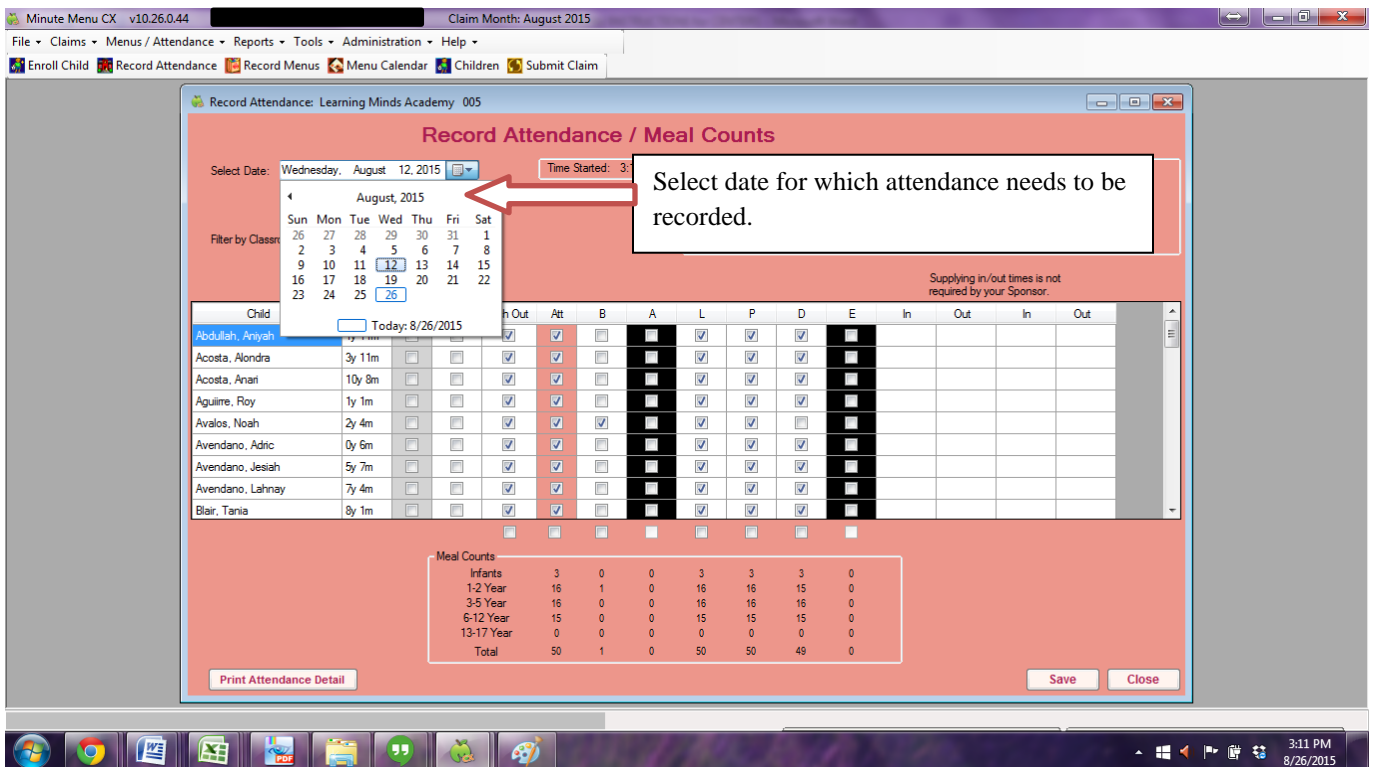 Minute Menu CX v10.26.0.44 Claim Month: August 2015
File Claims Menus / Attendance Reports Tools Administration Help
Enroll Child Record Attendance Record Menus Menu Calendar Children Submit Claim
Record Attendance: Learning Minds Academy 005
Record Attendance / Meal Counts
Select Date: Wednesday, August 12, 2015 Time Started:
Select date for which attendance needs to be
recorded.
August, 2015
Sun Mon Tue Wed Thu Fri Sat
26 27 28 29 30 31 1
2 3 4 5 6 7 8
9 10 11 12 13 14 15
16 17 18 19 20 21 22
23 24 25 26
Today: 8/26/2015
Filter by
Supplying in/out times is not
required by your Sponsor.
Child Out Att B A L P D E In Out In Out
Abdullah, Aniyah
Acosta, Alondra 3y 11m
Acosta, Anari 10y 8m
Aguiirre, Roy 1y 1m
Avalos, Noah 2y 4m
Avendano, Adric 0y 6m
Avendano, Jesiah 5y 7m
Avendano, Lahnay 7y 4m
Blair, Tania 8y 1m
Meal Counts
Infants 3 0 0 3 3 3 0
1-2 Year 16 1 0 16 16 15 0
3-5 Year 16 0 0 16 16 16 0
6-12 Year 15 0 0 15 15 15 0
13-17 Year 0 0 0 0 0 0 0
Total 50 1 0 50 50 49 0
Print Attendance Detail Save Close
PDF
3:11 PM
8/26/2015